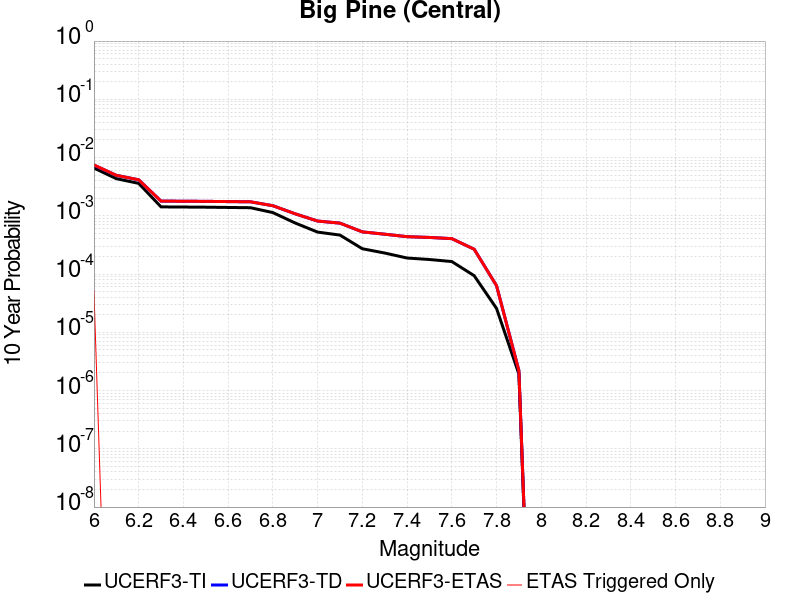 Big Pine (Central)
10 Year Probability
10^0
10^-1
10^-2
10^-3
10^-4
10^-5
10^-6
10^-7
10^-8
6 6.2 6.4 6.6 6.8 7 7.2 7.4 7.6 7.8 8 8.2 8.4 8.6 8.8 9
Magnitude
UCERF3-TI UCERF3-TD UCERF3-ETAS ETAS Triggered Only